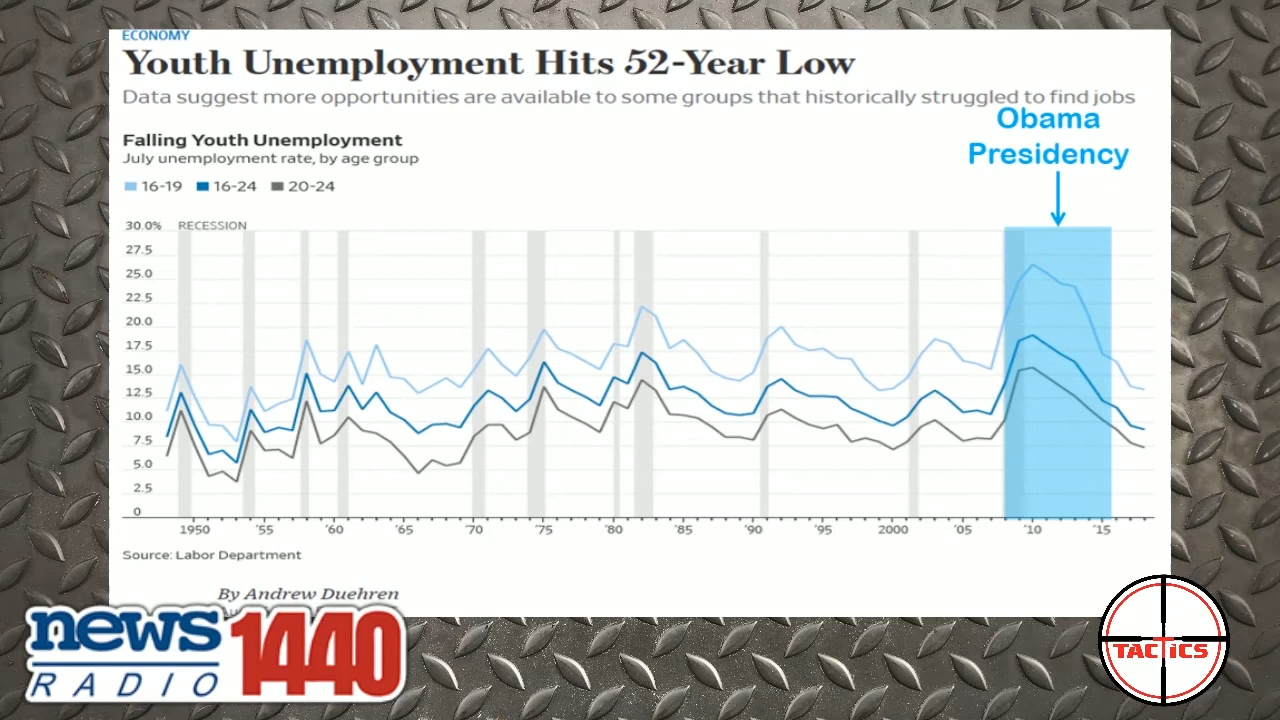 ECONOMY
Youth Unemployment Hits 52-Year Low
Data suggest more opportunities are available to some groups that historically struggled to find jobs
Obama
Presidency
Falling Youth Unemployment
July unemployment rate, by age group
16-19 16-24 20-24
30.0% RECESSION
27.5
25.0
22.5
20.0
17.5
15.0
12.5
10.0
7.5
5.0
2.5
0
1950 '55 '60 '65 '70 '75 '80 '85 '90 '95 2000 '05 '10 '15
Source: Labor Department
By Andrew Duehren
news
RADIO
1440
TACTICS